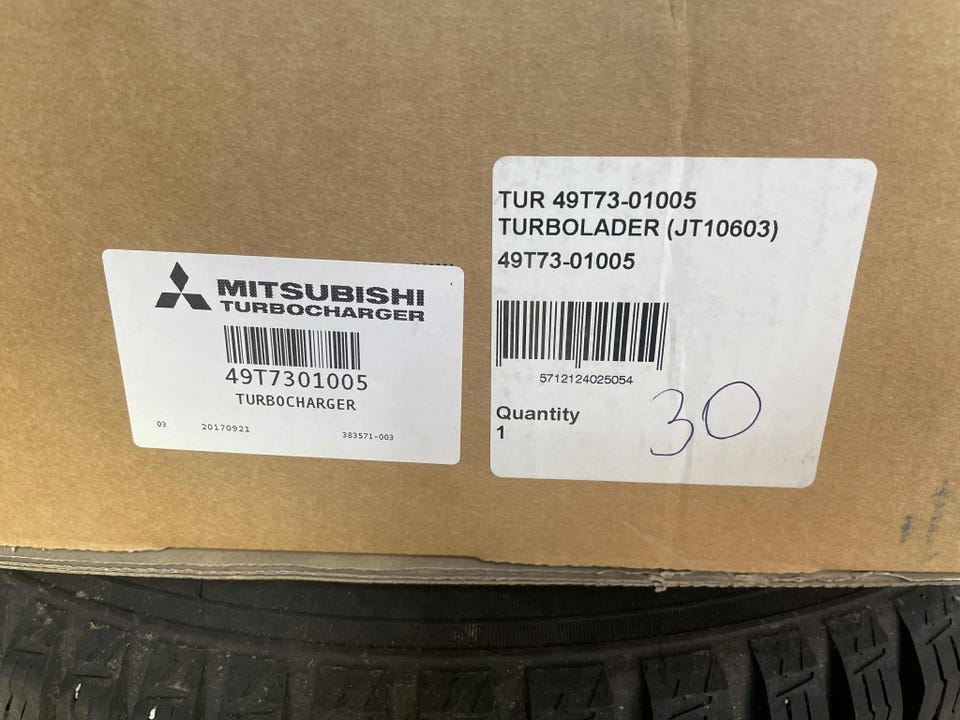 MITSUBISHI
TURBOCHARGER
49T7301005
TURBOCHARGER
03 20170921 383571-003
TUR 49T73-01005
TURBOLADER (JT10603)
49T73-01005
5712124025054
Quantity
1
30